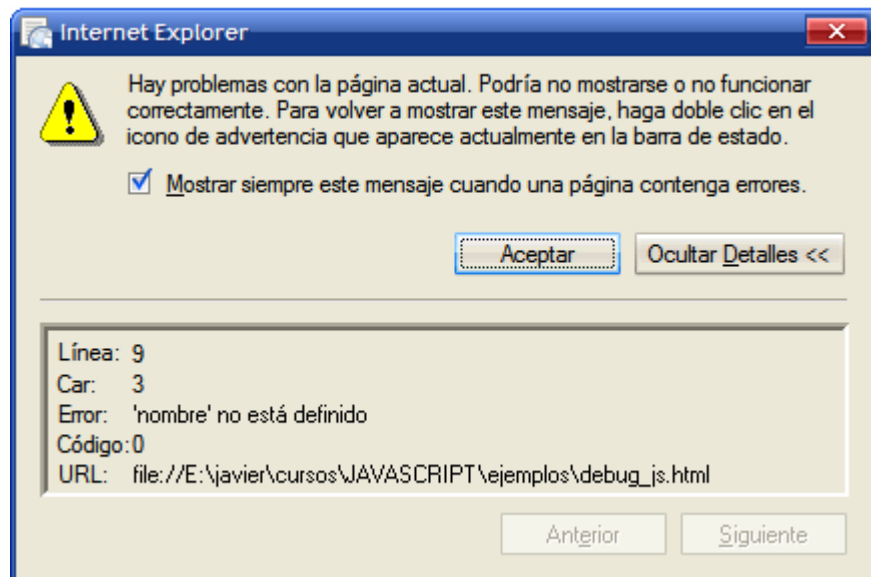 Internet Explorer
Hay problemas con la página actual. Podría no mostrarse o no funcionar
correctamente. Para volver a mostrar este mensaje, haga doble clic en el
icono de advertencia que aparece actualmente en la barra de estado.
Mostrar siempre este mensaje cuando una página contenga errores.
Aceptar Ocultar Detalles <<
Línea: 9
Car: 3
Error: 'nombre' no está definido
Código:0
URL: file://E:\javier\cursos\JAVASCRIPT\ejemplos\debug_js.html
Anterior Siguiente